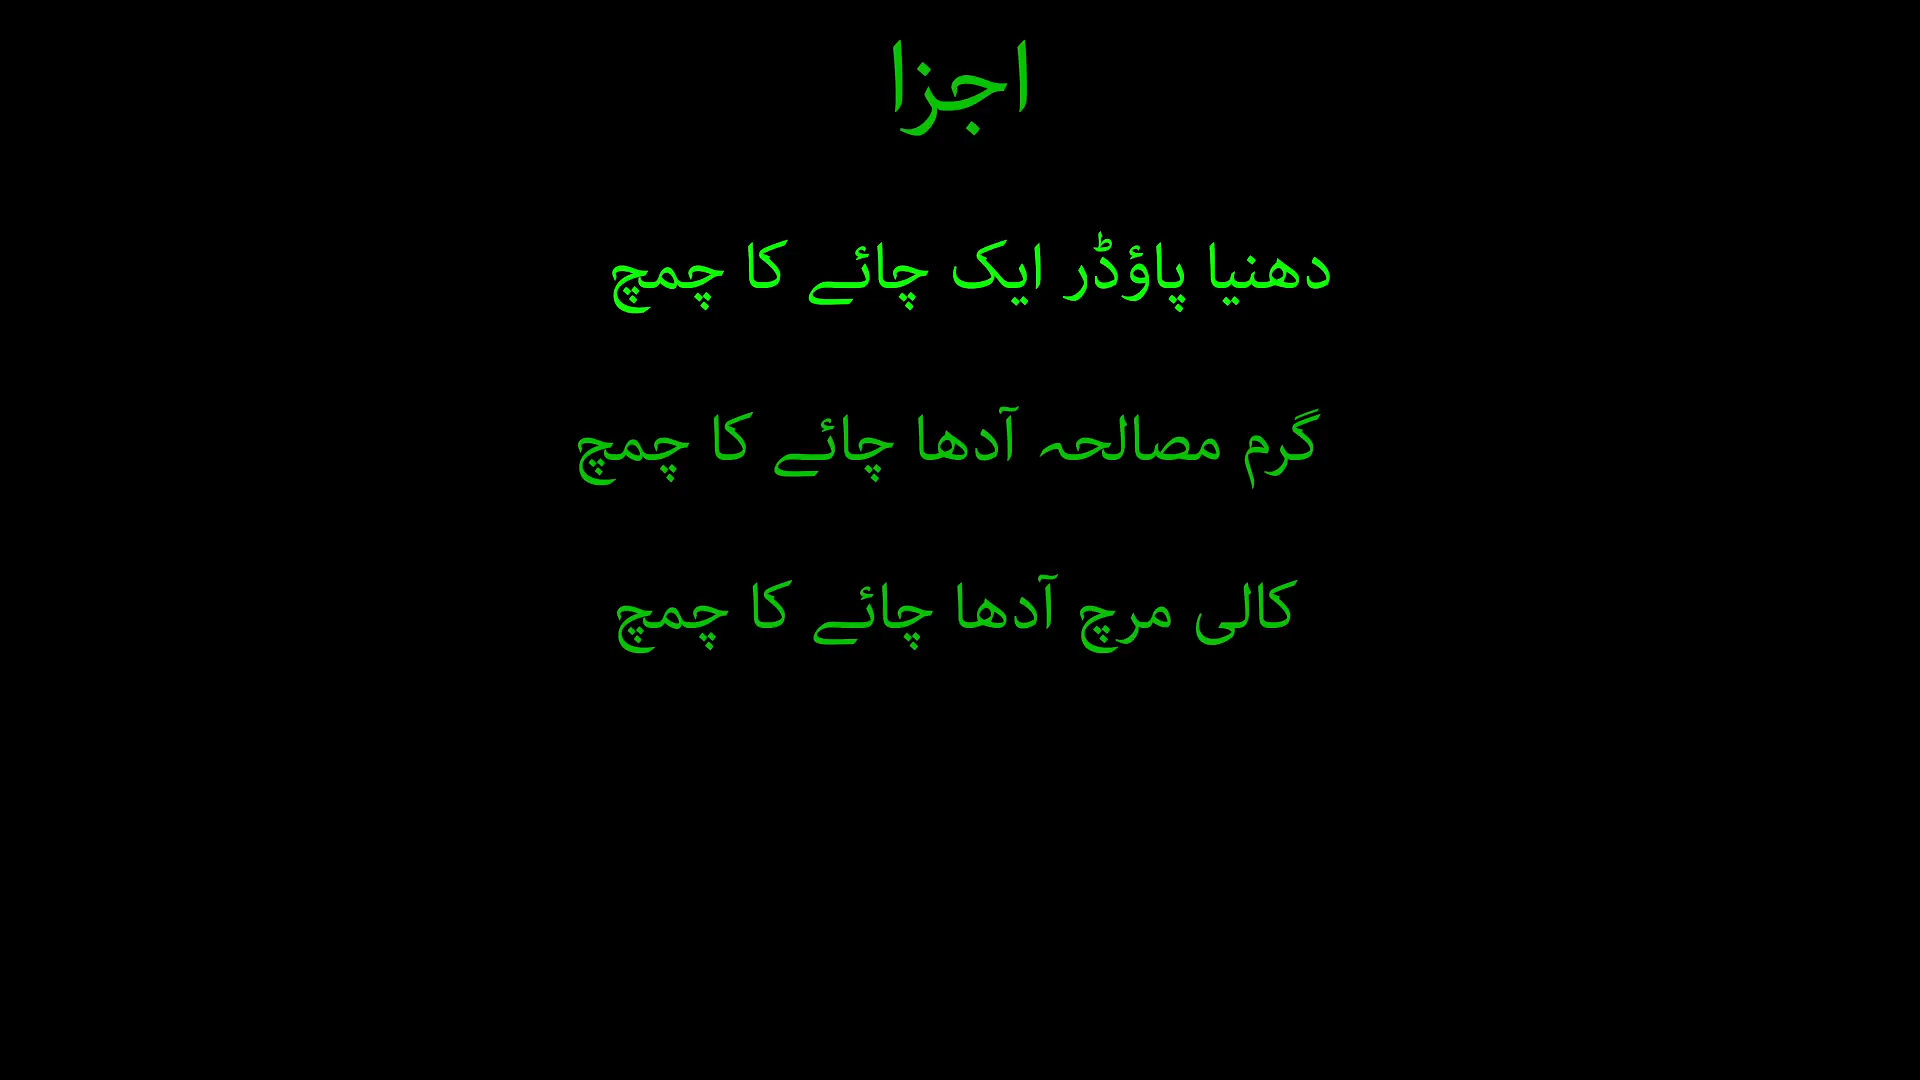 اجزا
دھنیا پاؤڈر ایک چائے کا چمچ
گرم مصالحہ آدھا چائے کا چمچ
کالی مرچ آدھا چائے کا چمچ